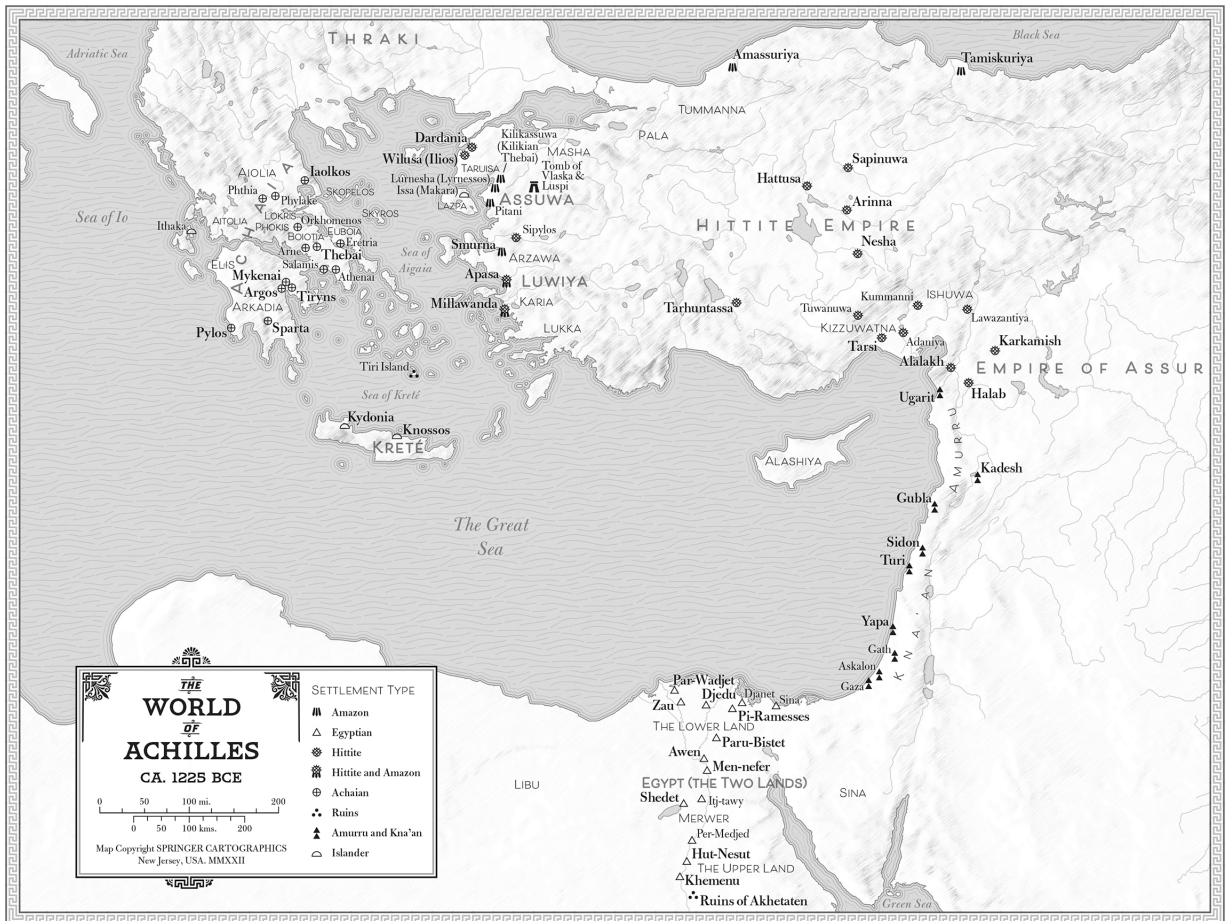 Adriatic Sea
THRAKI
Black Sea
Amassuriya
Tamiskuriya
TUMMANNA
PALA
Dardania
Wilusa (Ilios)
Kilikassuwa
(Kilikian
Thebai)
MASHA
TARUISA
Tomb of
Vlaska &
Luspi
Lurnesha (Lyrnessos)
Issa (Makara)
LAZPA
ASSUWA
Pitani
Sapinuwa
Hattusa
Arinna
HITTITE EMPIRE
Nesha
AIOLIA
Iaolkos
Phthia
Phylake
ACHAIA
SKOPELOS
SKYROS
LOKRIS
Orkhomenos
PHOKIS
AITOLIA
EUBOIA
BOIOTIA
Eretria
Arne
Thebai
Salamis
Athenai
Sea of Io
Ithaka
ELIS
Mykenai
Argos
Tiryns
ARKADIA
Pylos
Sparta
Sea of
Aigaia
Smurna
Sipylos
ARZAWA
Apasa
LUWIYA
Millawanda
KARIA
LUKKA
Tarhuntassa
Kummanni
ISHUWA
Tuwanuwa
Lawazantiya
KIZZUWATNA
Tarsi
Adaniya
Karkamish
Alalakh
EMPIRE OF ASSUR
Halab
Ugarit
Tiri Island
Sea of Kreté
Kydonia
Knossos
KRETÉ
ALASHIYA
AMURRU
Kadesh
Gubla
The Great
Sea
Sidon
Turi
KNA'AN
Yapa
Gath
Askalon
Gaza
Par-Wadjet
Zau
Djedu
Djanet
Sina
Pi-Ramesses
THE LOWER LAND
Paru-Bistet
Awen
Men-nefer
EGYPT (THE TWO LANDS)
LIBU
SINA
Shedet
Itj-tawy
MERWER
Per-Medjed
Hut-Nesut
THE UPPER LAND
Khemenu
Ruins of Akhetaten
Green Sea
THE
WORLD
OF
ACHILLES
CA. 1225 BCE
0 50 100 mi. 200
0 50 100 kms. 200
Map Copyright SPRINGER CARTOGRAPHICS
New Jersey, USA. MMXXII
SETTLEMENT TYPE
Amazon
Egyptian
Hittite
Hittite and Amazon
Achaian
Ruins
Amurru and Kna'an
Islander